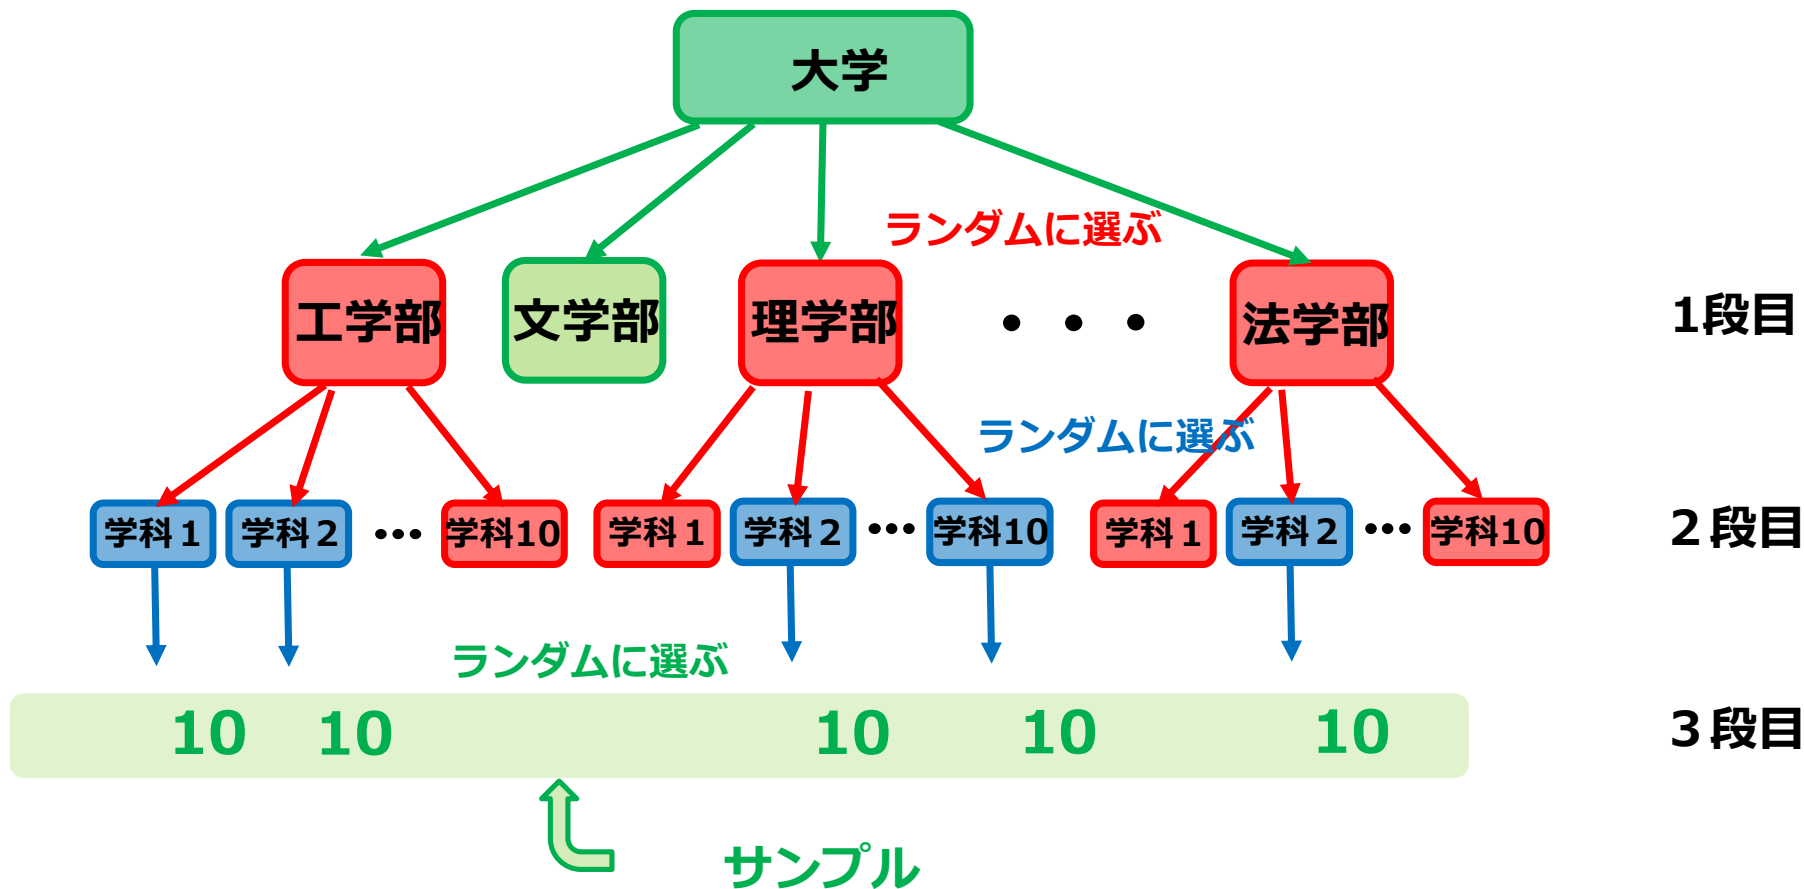 大学
ランダムに選ぶ
工学部
文学部
理学部
・・・
法学部
1段目
ランダムに選ぶ
学科１
学科２
…
学科10
学科１
学科２
…
学科10
学科１
学科２
…
学科10
２段目
ランダムに選ぶ
10
10
10
10
10
３段目
サンプル